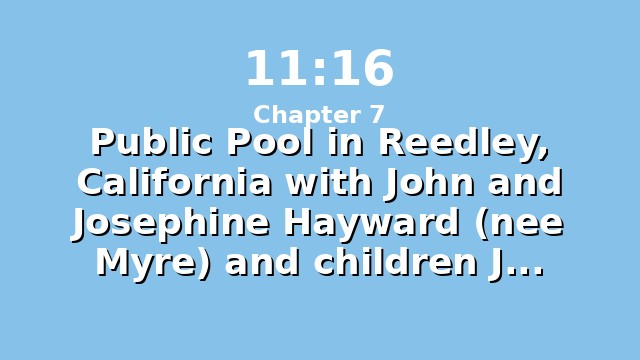 11:16
Chapter 7
Public Pool in Reedley,
California with John and
Josephine Hayward (nee
Myre) and children J...